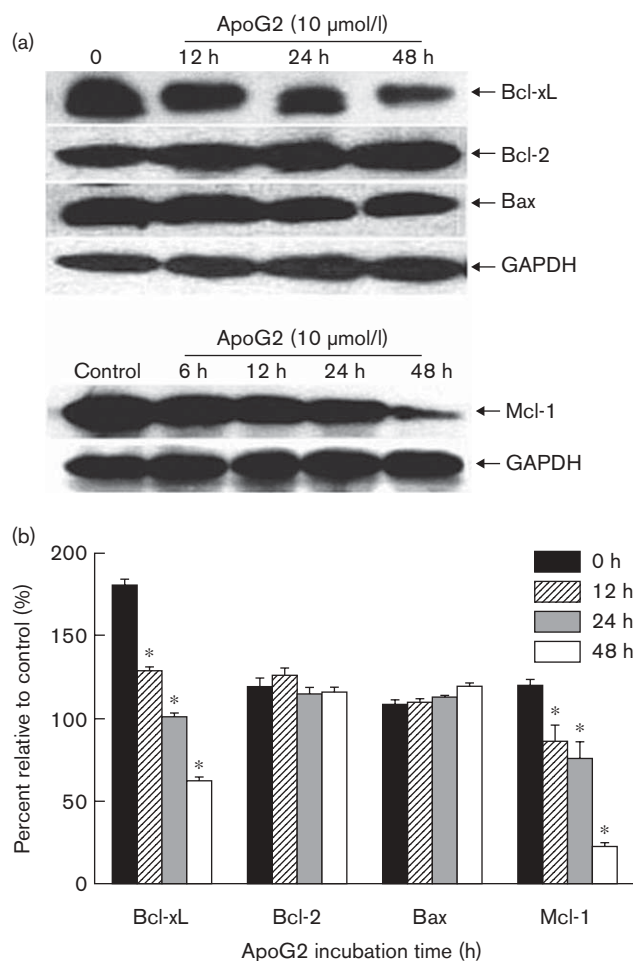 (a)
ApoG2 (10 µmol/l)
0 12 h 24 h 48 h
Bcl-xL
Bcl-2
Bax
GAPDH
ApoG2 (10 µmol/l)
Control 6 h 12 h 24 h 48 h
Mcl-1
GAPDH
(b)
200
150
100
50
0
Percent relative to control (%)
0 h
12 h
24 h
48 h
* * *
* * *
Bcl-xL Bcl-2 Bax Mcl-1
ApoG2 incubation time (h)